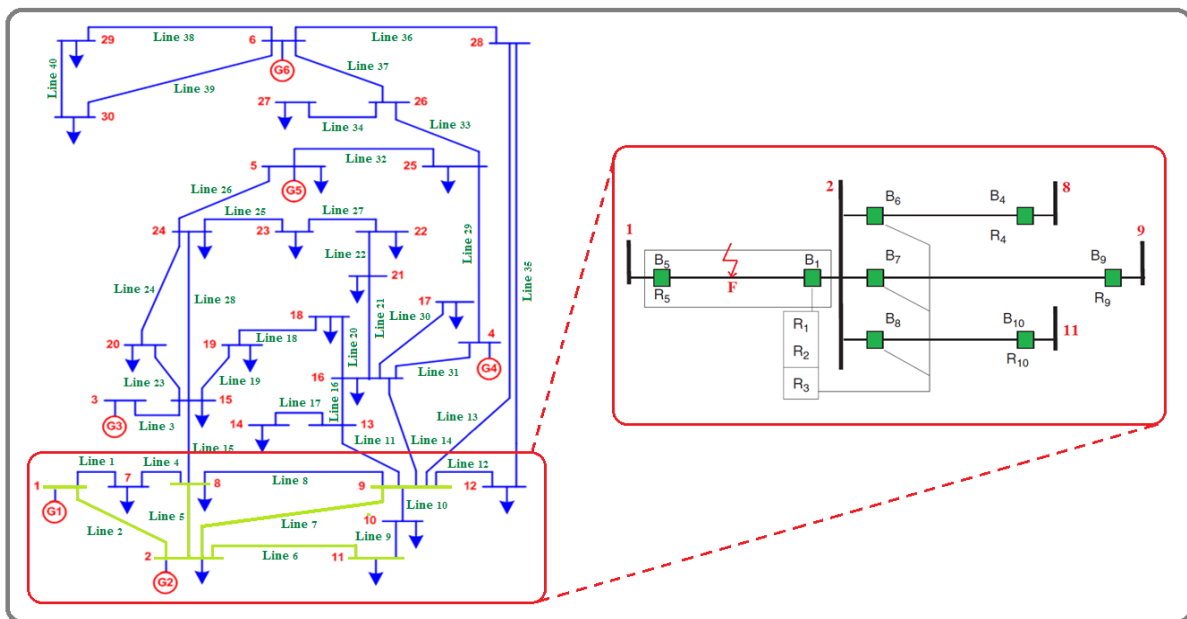 29
Line 38
6
Line 36
28
G6
Line 40
Line 39
Line 37
30
27
26
Line 34
Line 33
5
Line 32
25
G5
Line 26
Line 25
Line 27
24
23
22
Line 22
Line 29
Line 35
21
Line 24
Line 28
18
Line 20
Line 21
17
Line 30
Line 18
20
19
4
G4
16
Line 31
Line 23
Line 19
Line 16
3
15
G3
Line 3
Line 17
14
13
Line 13
Line 15
Line 11
Line 14
Line 1
Line 4
Line 12
1
7
8
Line 8
9
12
G1
Line 5
Line 7
Line 10
10
Line 2
Line 9
2
Line 6
11
G2
2
8
B6
B4
R4
1
9
B5
B1
B7
B9
R5
F
R9
R1
B8
B10
11
R2
R10
R3